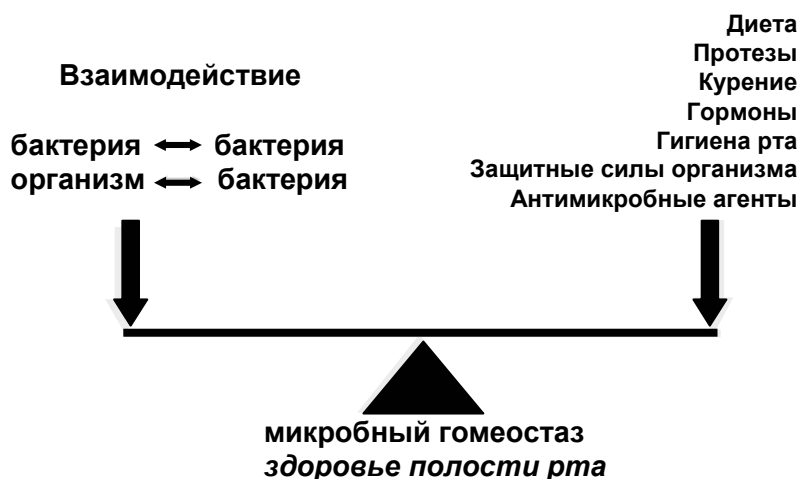 Взаимодействие
бактерия ↔ бактерия
организм ↔ бактерия
Диета
Протезы
Курение
Гормоны
Гигиена рта
Защитные силы организма
Антимикробные агенты
микробный гомеостаз
здоровье полости рта